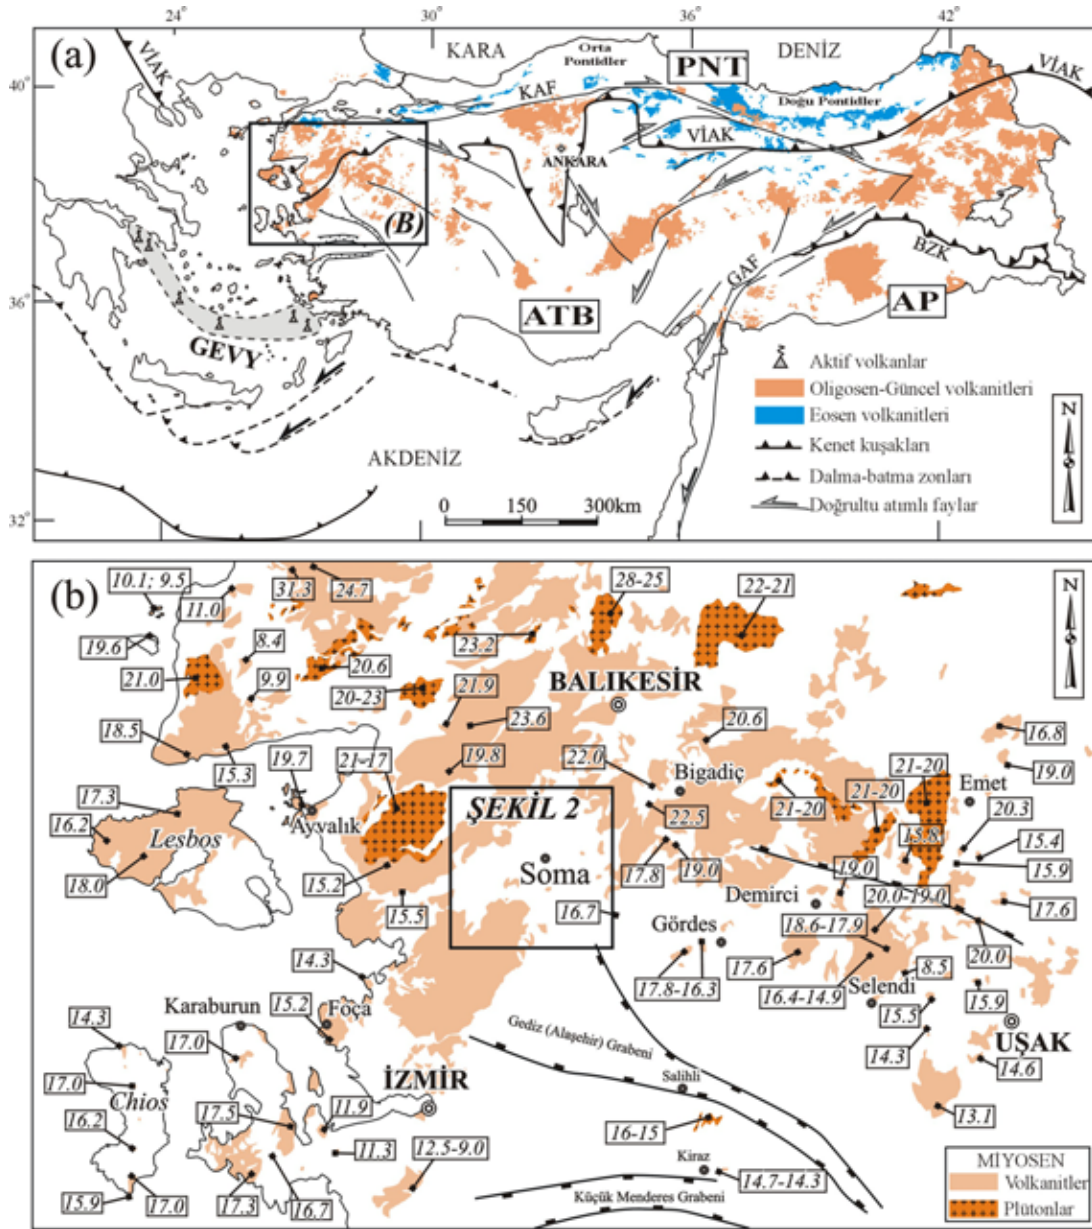 24°
30°
36°
42°
(a)
KARA
DENİZ
Orta
Pontidler
PNT
VİAK
VİAK
40°
KAF
Doğu Pontidler
VİAK
ANKARA
(B)
BZK
GAF
36°
ATB
AP
GEVY
Aktif volkanlar
Oligosen-Güncel volkanitleri
Eosen volkanitleri
N
Kenet kuşakları
AKDENİZ
Dalma-batma zonları
0 150 300km
Doğrultu atımlı faylar
32°
(b)
10.1; 9.5
11.0
31.3
24.7
28-25
22-21
N
19.6
8.4
23.2
20.6
21.0
9.9
20-23
21.9
BALIKESİR
23.6
20.6
16.8
18.5
15.3
19.7
21-17
19.8
22.0
Bigadiç
21-20
19.0
17.3
21-20
21-20
Emet
ŞEKİL 2
16.2
Lesbos
Ayvalık
22.5
15.8
20.3
15.4
18.0
15.2
Soma
17.8
19.0
19.0
15.9
15.5
Demirci
20.0-19.0
16.7
17.6
Gördes
18.6-17.9
20.0
14.3
17.8-16.3
17.6
16.4-14.9
8.5
Selendi
15.9
Karaburun
15.2
Foça
15.5
14.3
17.0
Gediz (Alaşehir) Grabeni
UŞAK
14.3
14.6
17.0
Chios
İZMİR
Salihli
17.5
11.9
13.1
16.2
16-15
11.3
12.5-9.0
Kiraz
MİYOSEN
14.7-14.3
Volkanitler
15.9
17.0
17.3
16.7
Küçük Menderes Grabeni
Plütonlar